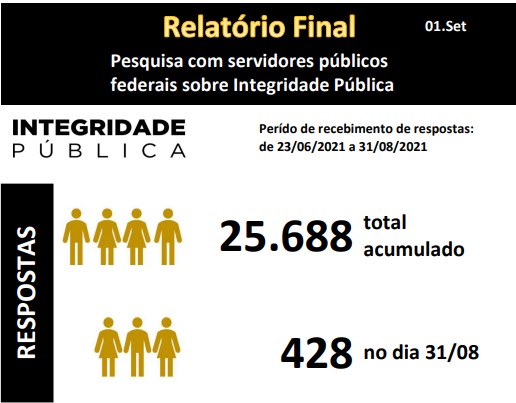 Relatório Final
01.Set
Pesquisa com servidores públicos
federais sobre Integridade Pública
INTEGRIDADE
PÚBLICA
Perído de recebimento de respostas:
de 23/06/2021 a 31/08/2021
RESPOSTAS
25.688 total
acumulado
428 no dia 31/08